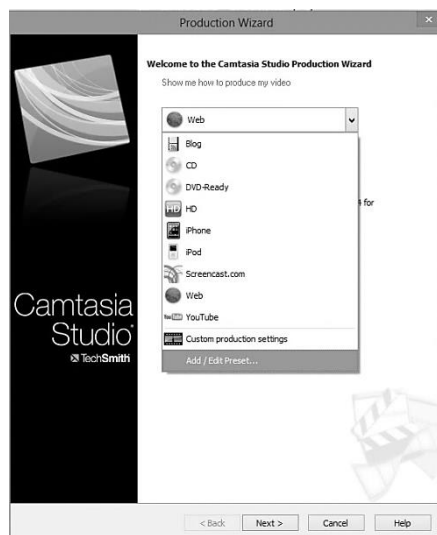 Production Wizard
Welcome to the Camtasia Studio Production Wizard
Show me how to produce my video
Web
Blog
CD
DVD-Ready
HD HD
4 for
iPhone
iPod
Screencast.com
Web
YouTube
Custom production settings
Add / Edit Preset...
Camtasia
Studio
TechSmith
< Back Next > Cancel Help